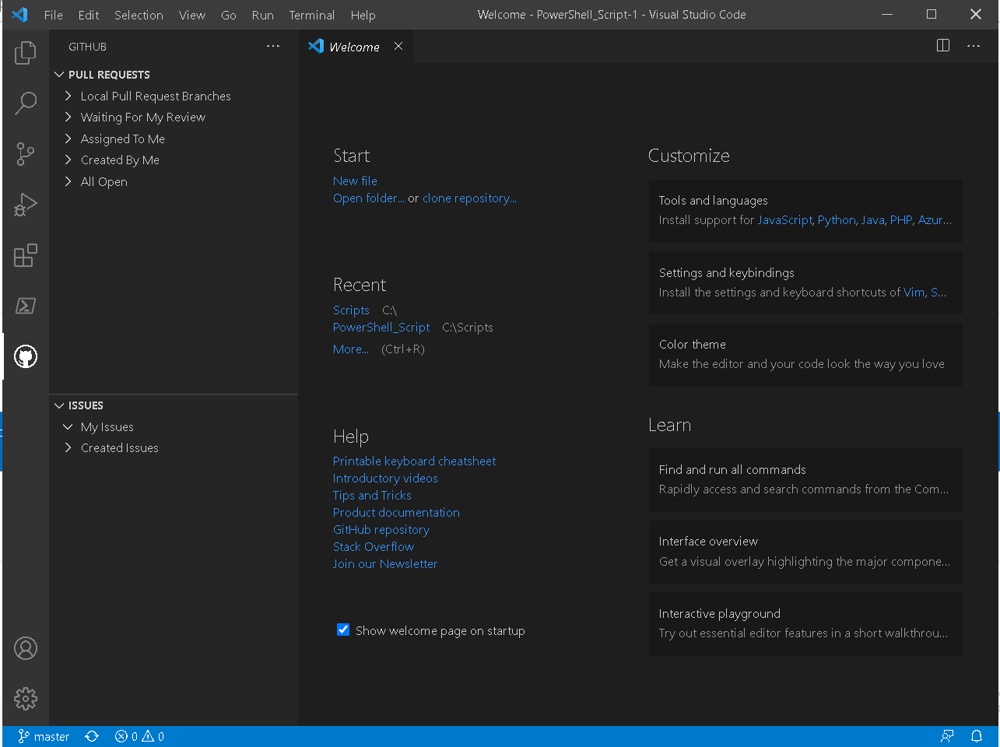 File Edit Selection View Go Run Terminal Help
Welcome - PowerShell_Script-1 - Visual Studio Code
GITHUB
PULL REQUESTS
Local Pull Request Branches
Waiting For My Review
Assigned To Me
Created By Me
All Open
ISSUES
My Issues
Created Issues
Welcome
Start
New file
Open folder... or clone repository...
Recent
Scripts C:\
PowerShell_Script C:\Scripts
More... (Ctrl+R)
Help
Printable keyboard cheatsheet
Introductory videos
Tips and Tricks
Product documentation
GitHub repository
Stack Overflow
Join our Newsletter
Show welcome page on startup
Customize
Tools and languages
Install support for JavaScript, Python, Java, PHP, Azur...
Settings and keybindings
Install the settings and keyboard shortcuts of Vim, S...
Color theme
Make the editor and your code look the way you love
Learn
Find and run all commands
Rapidly access and search commands from the Com...
Interface overview
Get a visual overlay highlighting the major compone...
Interactive playground
Try out essential editor features in a short walkthrou...
master 0 0